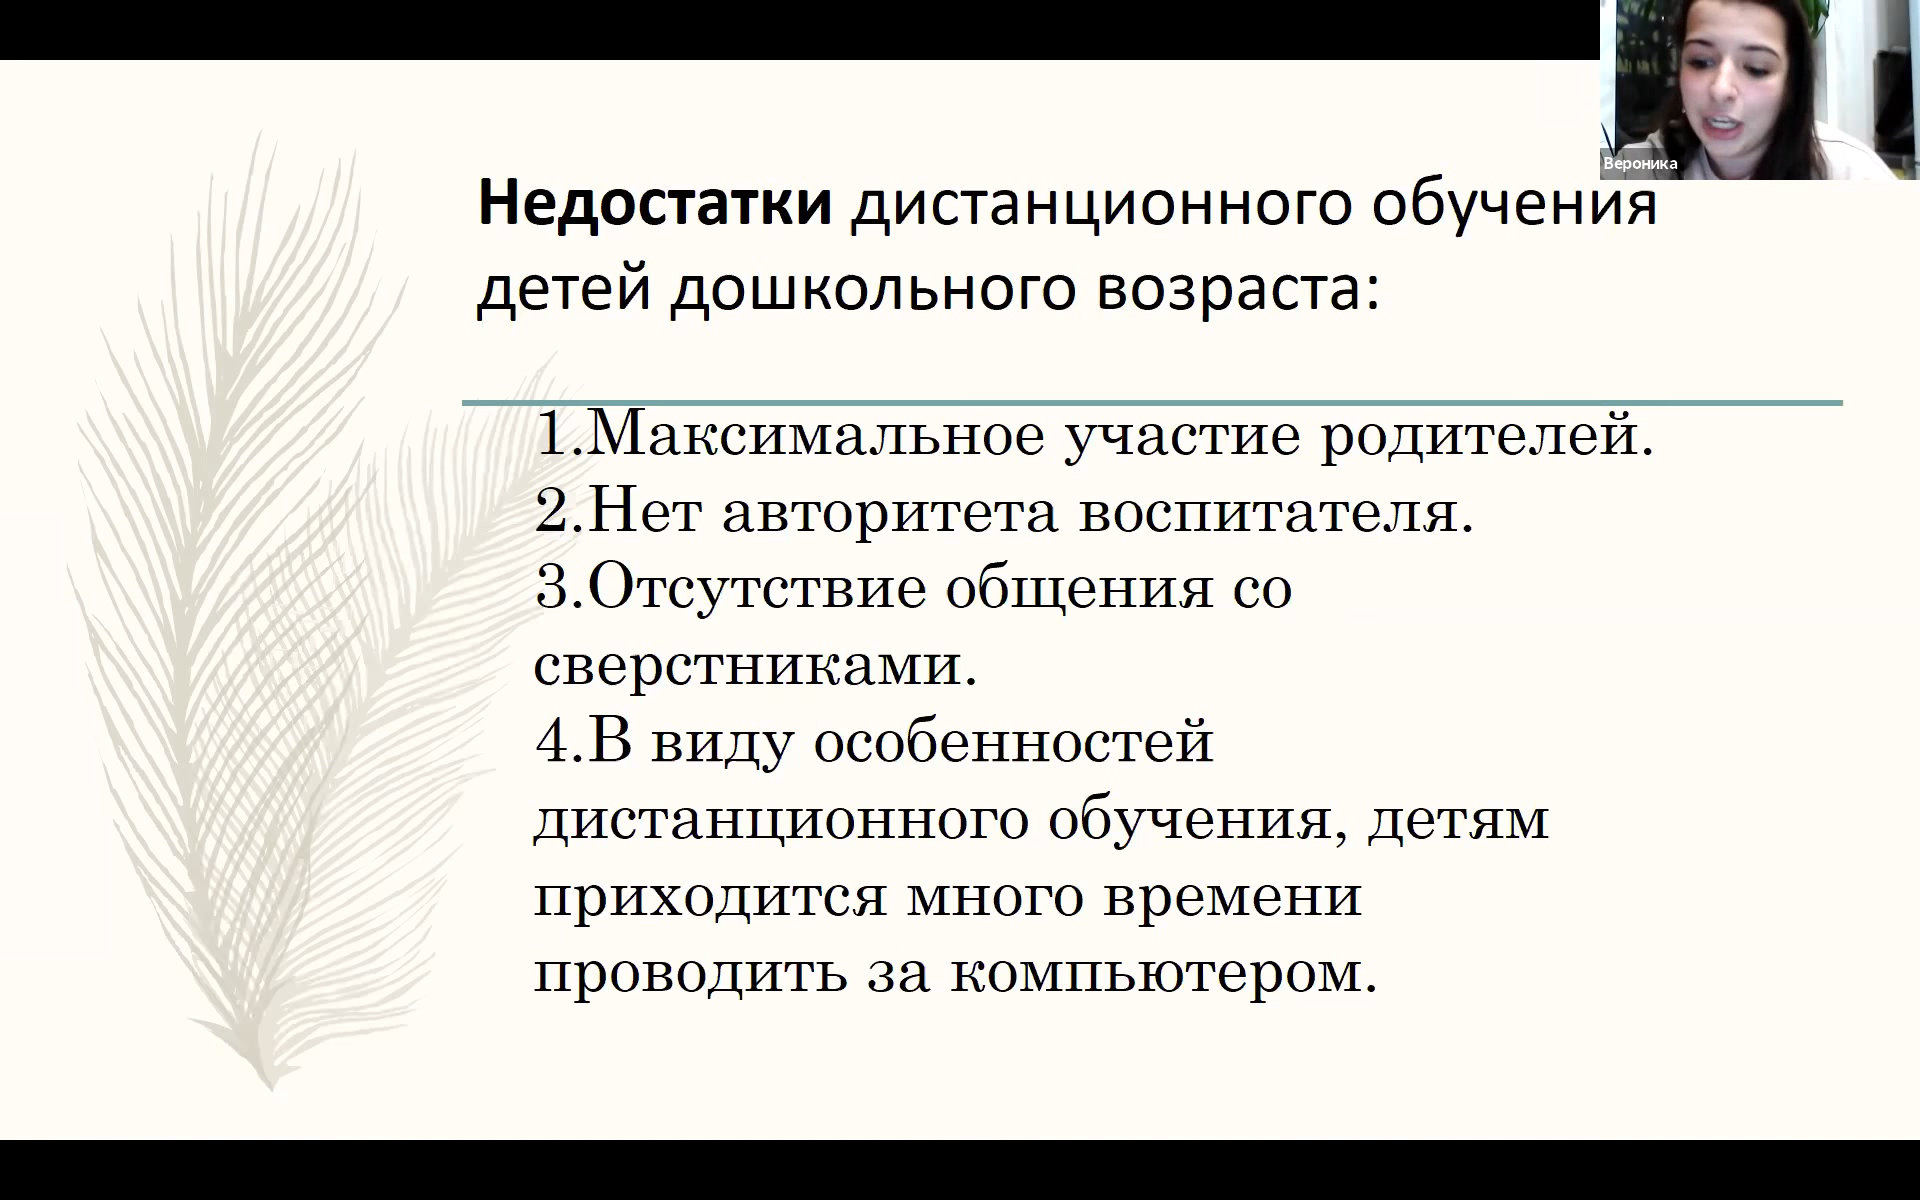 Вероника
Недостатки дистанционного обучения
детей дошкольного возраста:
1.Максимальное участие родителей.
2.Нет авторитета воспитателя.
3.Отсутствие общения со
сверстниками.
4.В виду особенностей
дистанционного обучения, детям
приходится много времени
проводить за компьютером.